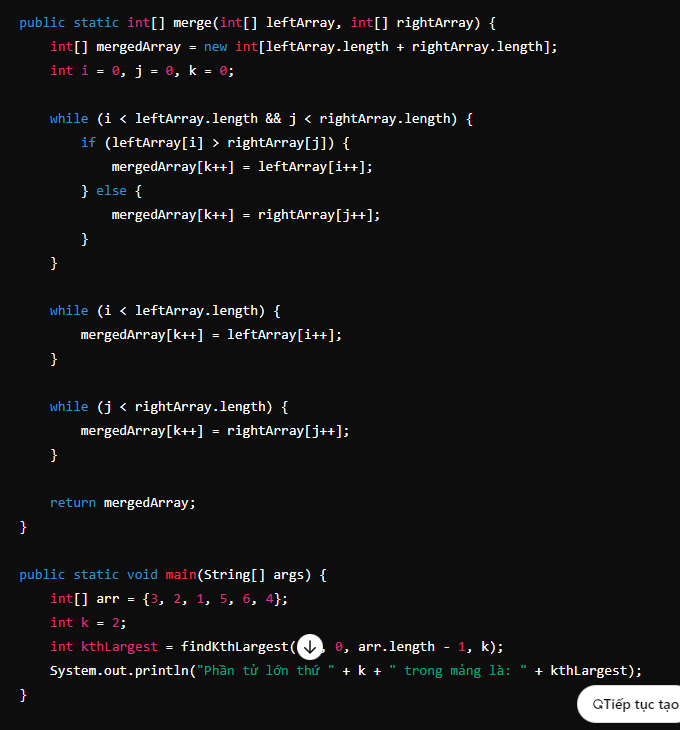 public static int[] merge(int[] leftArray, int[] rightArray) {
    int[] mergedArray = new int[leftArray.length + rightArray.length];
    int i = 0, j = 0, k = 0;

    while (i < leftArray.length && j < rightArray.length) {
        if (leftArray[i] > rightArray[j]) {
            mergedArray[k++] = leftArray[i++];
        } else {
            mergedArray[k++] = rightArray[j++];
        }
    }

    while (i < leftArray.length) {
        mergedArray[k++] = leftArray[i++];
    }

    while (j < rightArray.length) {
        mergedArray[k++] = rightArray[j++];
    }

    return mergedArray;
}

public static void main(String[] args) {
    int[] arr = {3, 2, 1, 5, 6, 4};
    int k = 2;
    int kthLargest = findKthLargest( , 0, arr.length - 1, k);
    System.out.println("Phần tử lớn thứ " + k + " trong mảng là: " + kthLargest);
}
Tiếp tục tạo